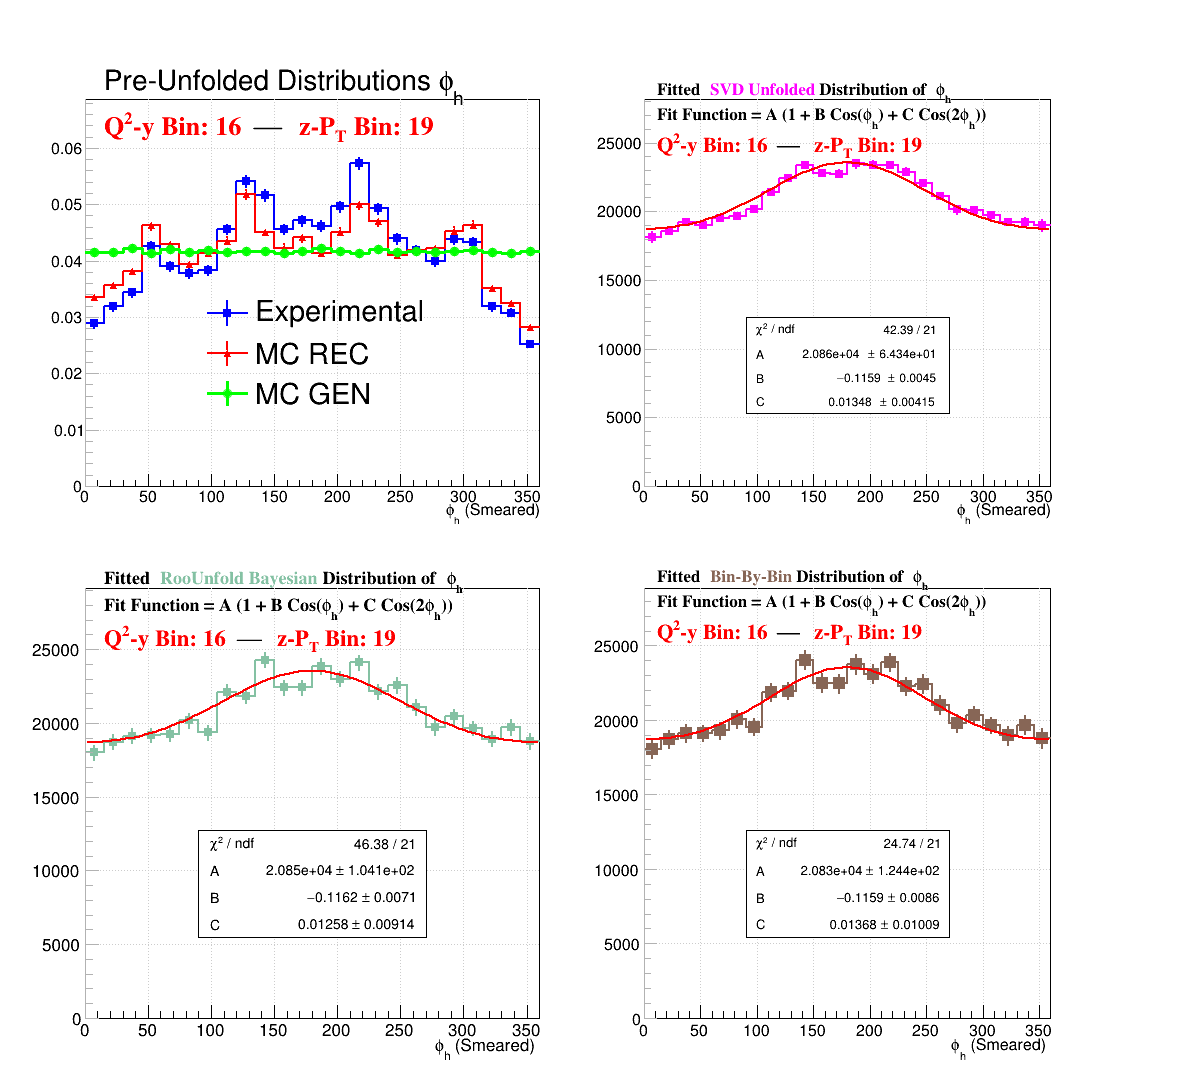 Pre-Unfolded Distributions ϕh
Q²-y Bin: 16 — z-PT Bin: 19
0.06
0.05
0.04
0.03
0.02
0.01
0
Experimental
MC REC
MC GEN
0 50 100 150 200 250 300 350
ϕh (Smeared)
Fitted SVD Unfolded Distribution of ϕh
Fit Function = A (1 + B Cos(ϕh) + C Cos(2ϕh))
Q²-y Bin: 16 — z-PT Bin: 19
25000
20000
15000
10000
5000
0
χ² / ndf 42.39 / 21
A 2.086e+04 ± 6.434e+01
B −0.1159 ± 0.0045
C 0.01348 ± 0.00415
0 50 100 150 200 250 300 350
ϕh (Smeared)
Fitted RooUnfold Bayesian Distribution of ϕh
Fit Function = A (1 + B Cos(ϕh) + C Cos(2ϕh))
Q²-y Bin: 16 — z-PT Bin: 19
25000
20000
15000
10000
5000
0
χ² / ndf 46.38 / 21
A 2.085e+04 ± 1.041e+02
B −0.1162 ± 0.0071
C 0.01258 ± 0.00914
0 50 100 150 200 250 300 350
ϕh (Smeared)
Fitted Bin-By-Bin Distribution of ϕh
Fit Function = A (1 + B Cos(ϕh) + C Cos(2ϕh))
Q²-y Bin: 16 — z-PT Bin: 19
25000
20000
15000
10000
5000
0
χ² / ndf 24.74 / 21
A 2.083e+04 ± 1.244e+02
B −0.1159 ± 0.0086
C 0.01368 ± 0.01009
0 50 100 150 200 250 300 350
ϕh (Smeared)